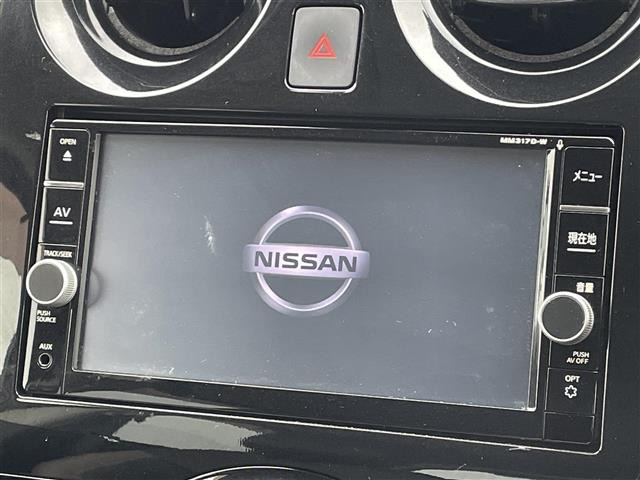 MM317D-W
OPEN
AV
TRACK/SEEK
PUSH
SOURCE
AUX
NISSAN
メニュー
現在地
音量
PUSH
AV OFF
OPT